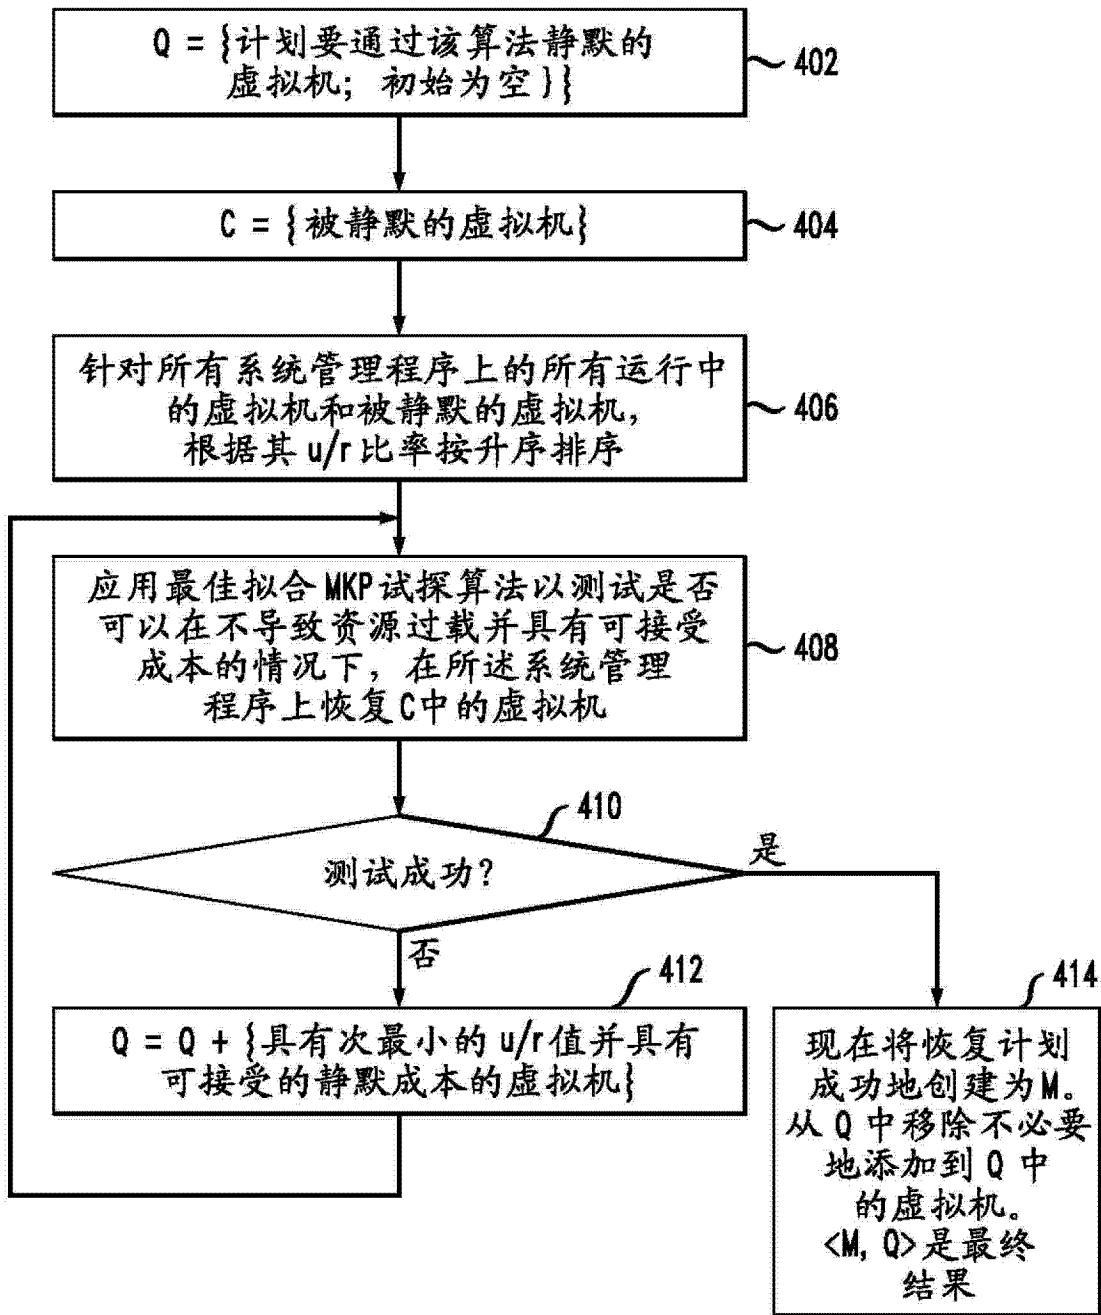 Q = {计划要通过该算法静默的
虚拟机; 初始为空}}
402
C = {被静默的虚拟机}
404
针对所有系统管理程序上的所有运行中
的虚拟机和被静默的虚拟机,
根据其 u/r 比率按升序排序
406
应用最佳拟合 MKP 试探算法以测试是否
可以在不导致资源过载并具有可接受
成本的情况下, 在所述系统管理
程序上恢复C中的虚拟机
408
410
测试成功?
是
否
412
Q = Q + {具有次最小的 u/r 值并具有
可接受的静默成本的虚拟机}
414
现在将恢复计划
成功地创建为M。
从 Q 中移除不必要
地添加到 Q 中
的虚拟机。
<M, Q>是最终
结果